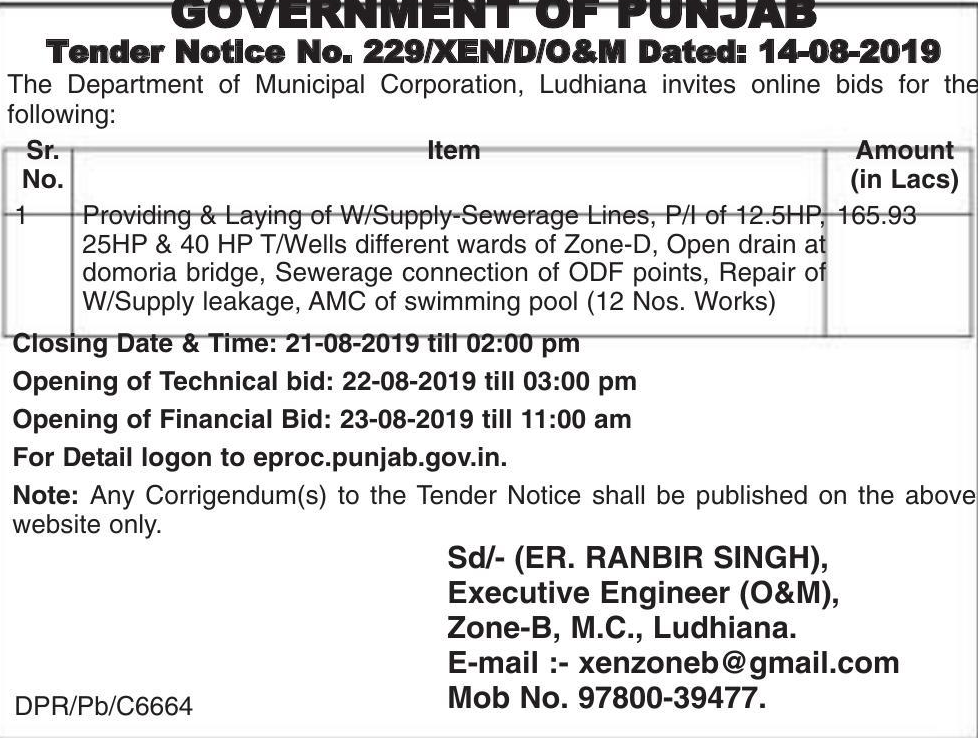 GOVERNMENT OF PUNJAB
Tender Notice No. 229/XEN/D/O&M Dated: 14-08-2019
The Department of Municipal Corporation, Ludhiana invites online bids for the
following:
Sr. No. Item Amount (in Lacs)
1 Providing & Laying of W/Supply-Sewerage Lines, P/I of 12.5HP, 165.93
25HP & 40 HP T/Wells different wards of Zone-D, Open drain at
domoria bridge, Sewerage connection of ODF points, Repair of
W/Supply leakage, AMC of swimming pool (12 Nos. Works)
Closing Date & Time: 21-08-2019 till 02:00 pm
Opening of Technical bid: 22-08-2019 till 03:00 pm
Opening of Financial Bid: 23-08-2019 till 11:00 am
For Detail logon to eproc.punjab.gov.in.
Note: Any Corrigendum(s) to the Tender Notice shall be published on the above
website only.
Sd/- (ER. RANBIR SINGH),
Executive Engineer (O&M),
Zone-B, M.C., Ludhiana.
E-mail :- xenzoneb@gmail.com
Mob No. 97800-39477.
DPR/Pb/C6664